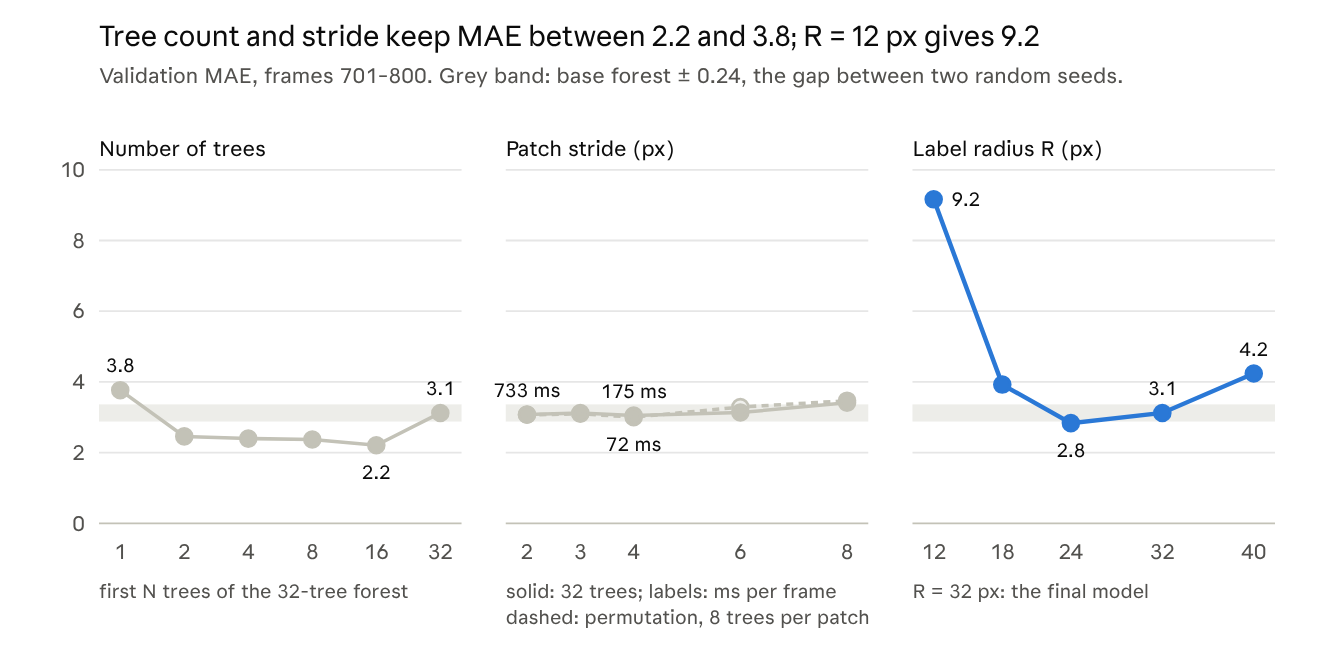 Tree count and stride keep MAE between 2.2 and 3.8; R = 12 px gives 9.2
Validation MAE, frames 701–800. Grey band: base forest ± 0.24, the gap between two random seeds.
Number of trees
10
8
6
4
2
0
3.8
2.2
3.1
1 2 4 8 16 32
first N trees of the 32-tree forest
Patch stride (px)
733 ms
175 ms
72 ms
2 3 4 6 8
solid: 32 trees; labels: ms per frame
dashed: permutation, 8 trees per patch
Label radius R (px)
9.2
2.8
3.1
4.2
12 18 24 32 40
R = 32 px: the final model